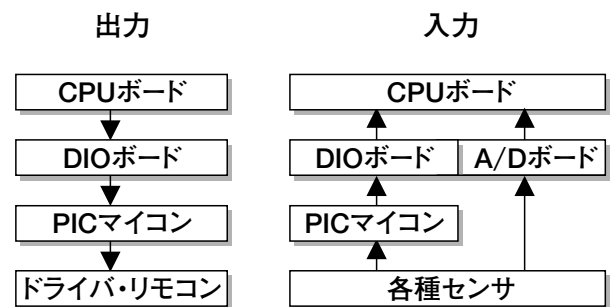 出力
CPUボード
DIOボード
PICマイコン
ドライバ・リモコン
入力
CPUボード
DIOボード
A/Dボード
PICマイコン
各種センサ